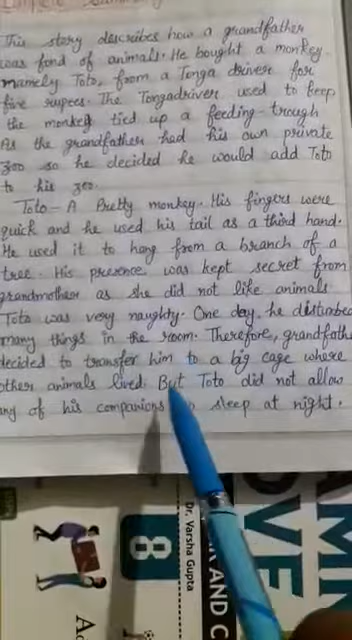 This story describes how a grandfather
was fond of animals. He bought a monkey
namely Toto, from a Tonga driver for
five rupees. The Tongadriver used to keep
the monkey tied up a feeding-trough
As the grandfather had his own private
zoo so he decided he would add Toto
to his zoo.
Toto - A Pretty monkey. His fingers were
quick and he used his tail as a third hand.
He used it to hang from a branch of a
tree. His presence was kept secret from
grandmother as she did not like animals
Toto was very naughty. One day he disturbed
many things in the room. Therefore, grandfathe
decided to transfer him to a big cage where
other animals lived. But Toto did not allow
ny of his companions sleep at night.
8
Dr. Varsha Gupta
AND C